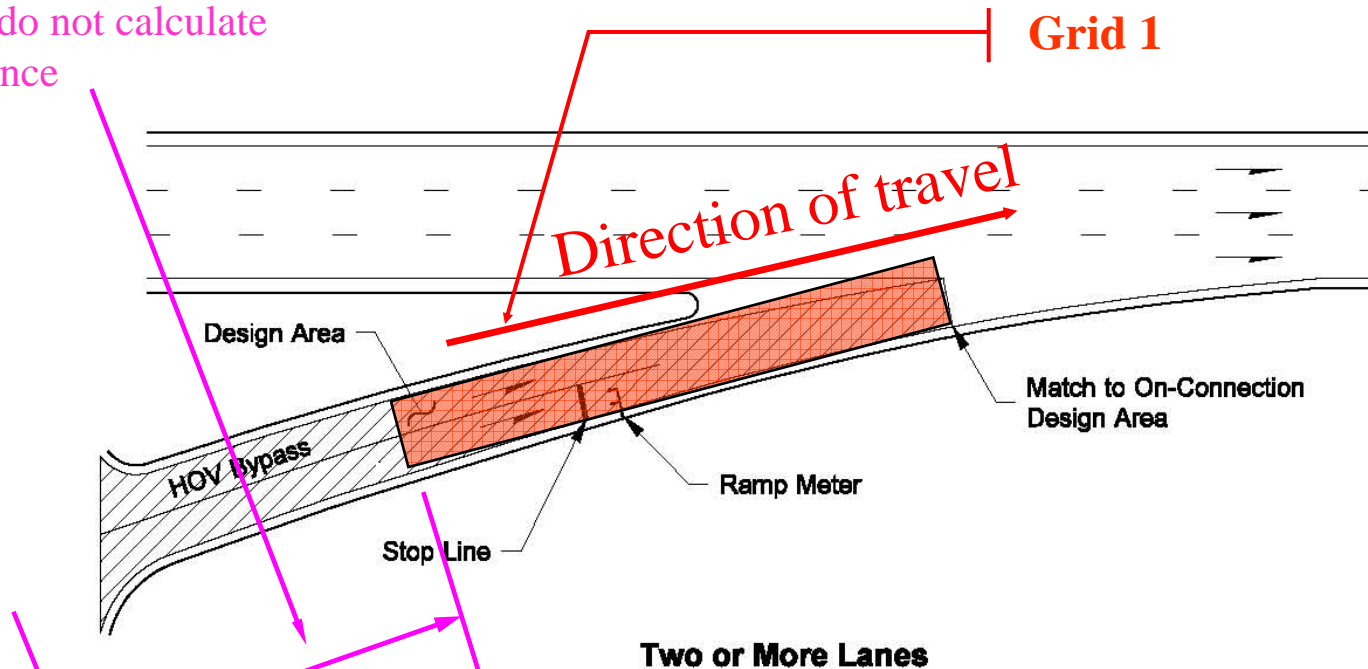 do not calculate
nce
Grid 1
Direction of travel
Design Area
HOV Bypass
Match to On-Connection
Design Area
Ramp Meter
Stop Line
Two or More Lanes